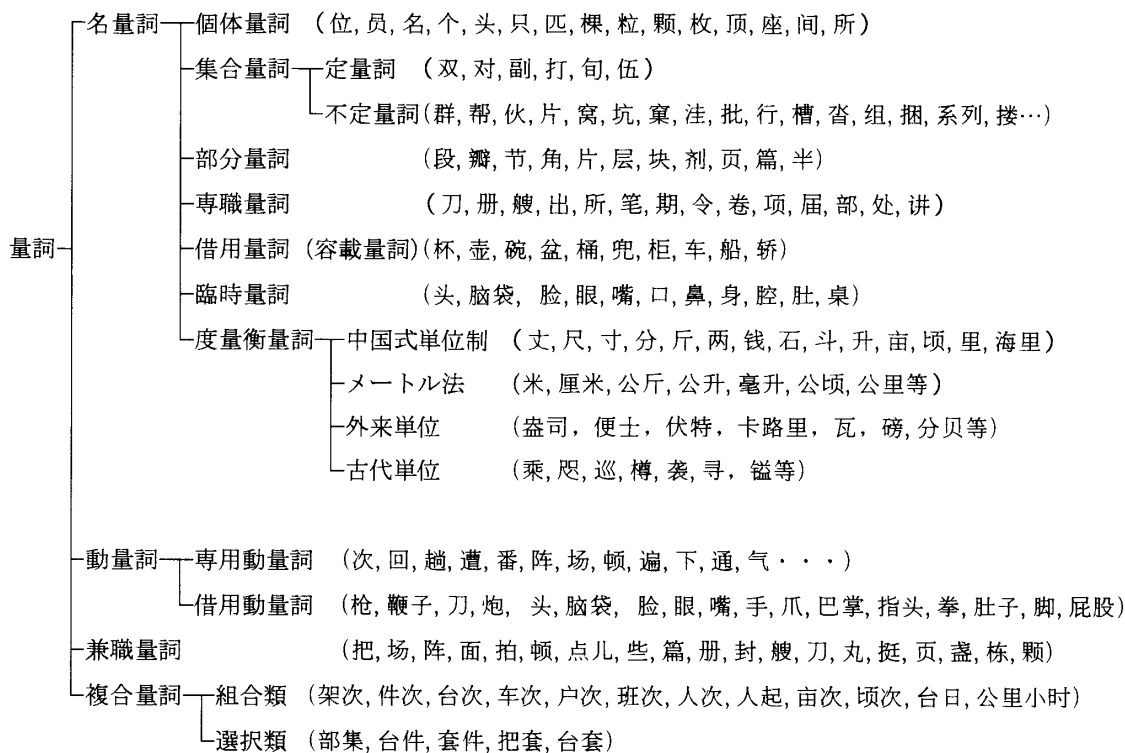 名量詞 個体量詞 (位,员,名,个,头,只,匹,棵,粒,颗,枚,顶,座,间,所)
集合量詞 定量詞 (双,对,副,打,旬,伍)
不定量詞(群,帮,伙,片,窝,坑,窠,洼,批,行,槽,沓,组,捆,系列,搂…)
部分量詞 (段,瓣,节,角,片,层,块,剂,页,篇,半)
専職量詞 (刀,册,艘,出,所,笔,期,令,卷,项,届,部,处,讲)
量詞 借用量詞 (容載量詞)(杯,壶,碗,盆,桶,兜,柜,车,船,轿)
臨時量詞 (头,脑袋, 脸,眼,嘴,口,鼻,身,腔,肚,桌)
度量衡量詞 中国式単位制 (丈,尺,寸,分,斤,两,钱,石,斗,升,亩,顷,里,海里)
メートル法 (米,厘米,公斤,公升,毫升,公顷,公里等)
外来単位 (盎司, 便士, 伏特, 卡路里, 瓦, 磅,分贝等)
古代単位 (乘,咫,巡,樽,袭,寻, 镒等)
動量詞 専用動量詞 (次,回,趟,遭,番,阵,场,顿,遍,下,通,气・・・)
借用動量詞 (枪,鞭子,刀,炮, 头,脑袋, 脸,眼,嘴,手,爪,巴掌,指头,拳,肚子,脚,屁股)
兼職量詞 (把,场,阵,面,拍,顿,点儿,些,篇,册,封,艘,刀,丸,挺,页,盏,栋,颗)
複合量詞 組合類 (架次,件次,台次,车次,户次,班次,人次,人起,亩次,顷次,台日,公里小时)
選択類 (部集,台件,套件,把套,台套)